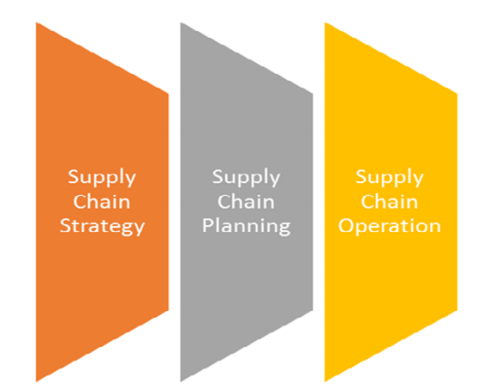 Supply
Chain
Strategy
Supply
Chain
Planning
Supply
Chain
Operation